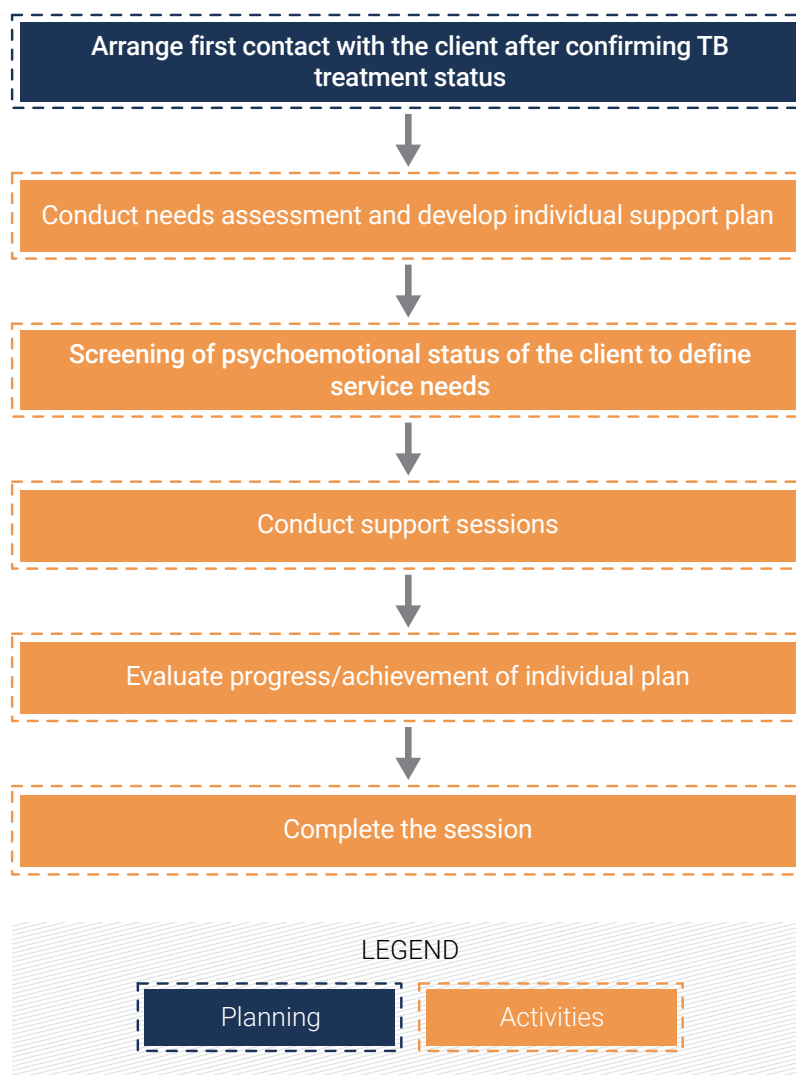 Arrange first contact with the client after confirming TB
treatment status
Conduct needs assessment and develop individual support plan
Screening of psychoemotional status of the client to define
service needs
Conduct support sessions
Evaluate progress/achievement of individual plan
Complete the session
LEGEND
Planning
Activities